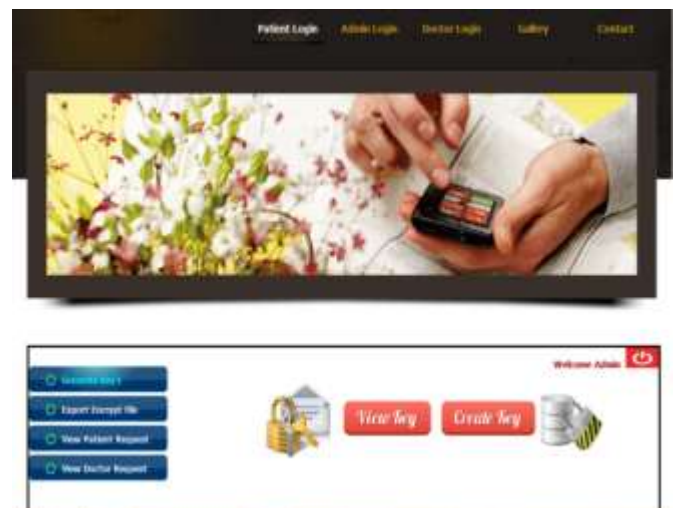 Patient Login Admin Login Doctor Login Gallery Contact
Welcome Admin
View Key Create Key
Export Encrypt file
View Patient Request
View Doctor Request